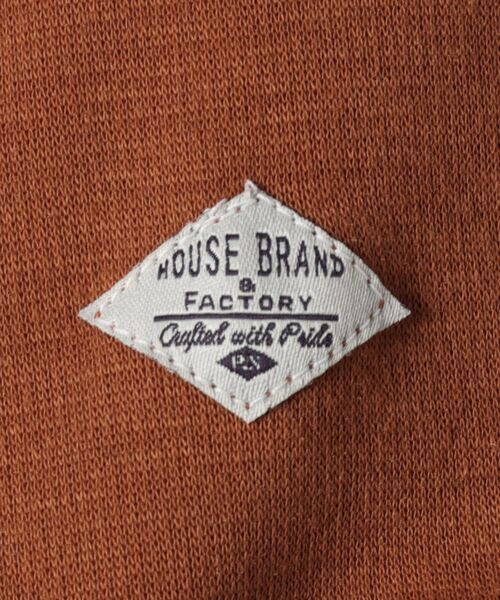 HOUSE BRAND
&
FACTORY
Crafted with Pride
P.S